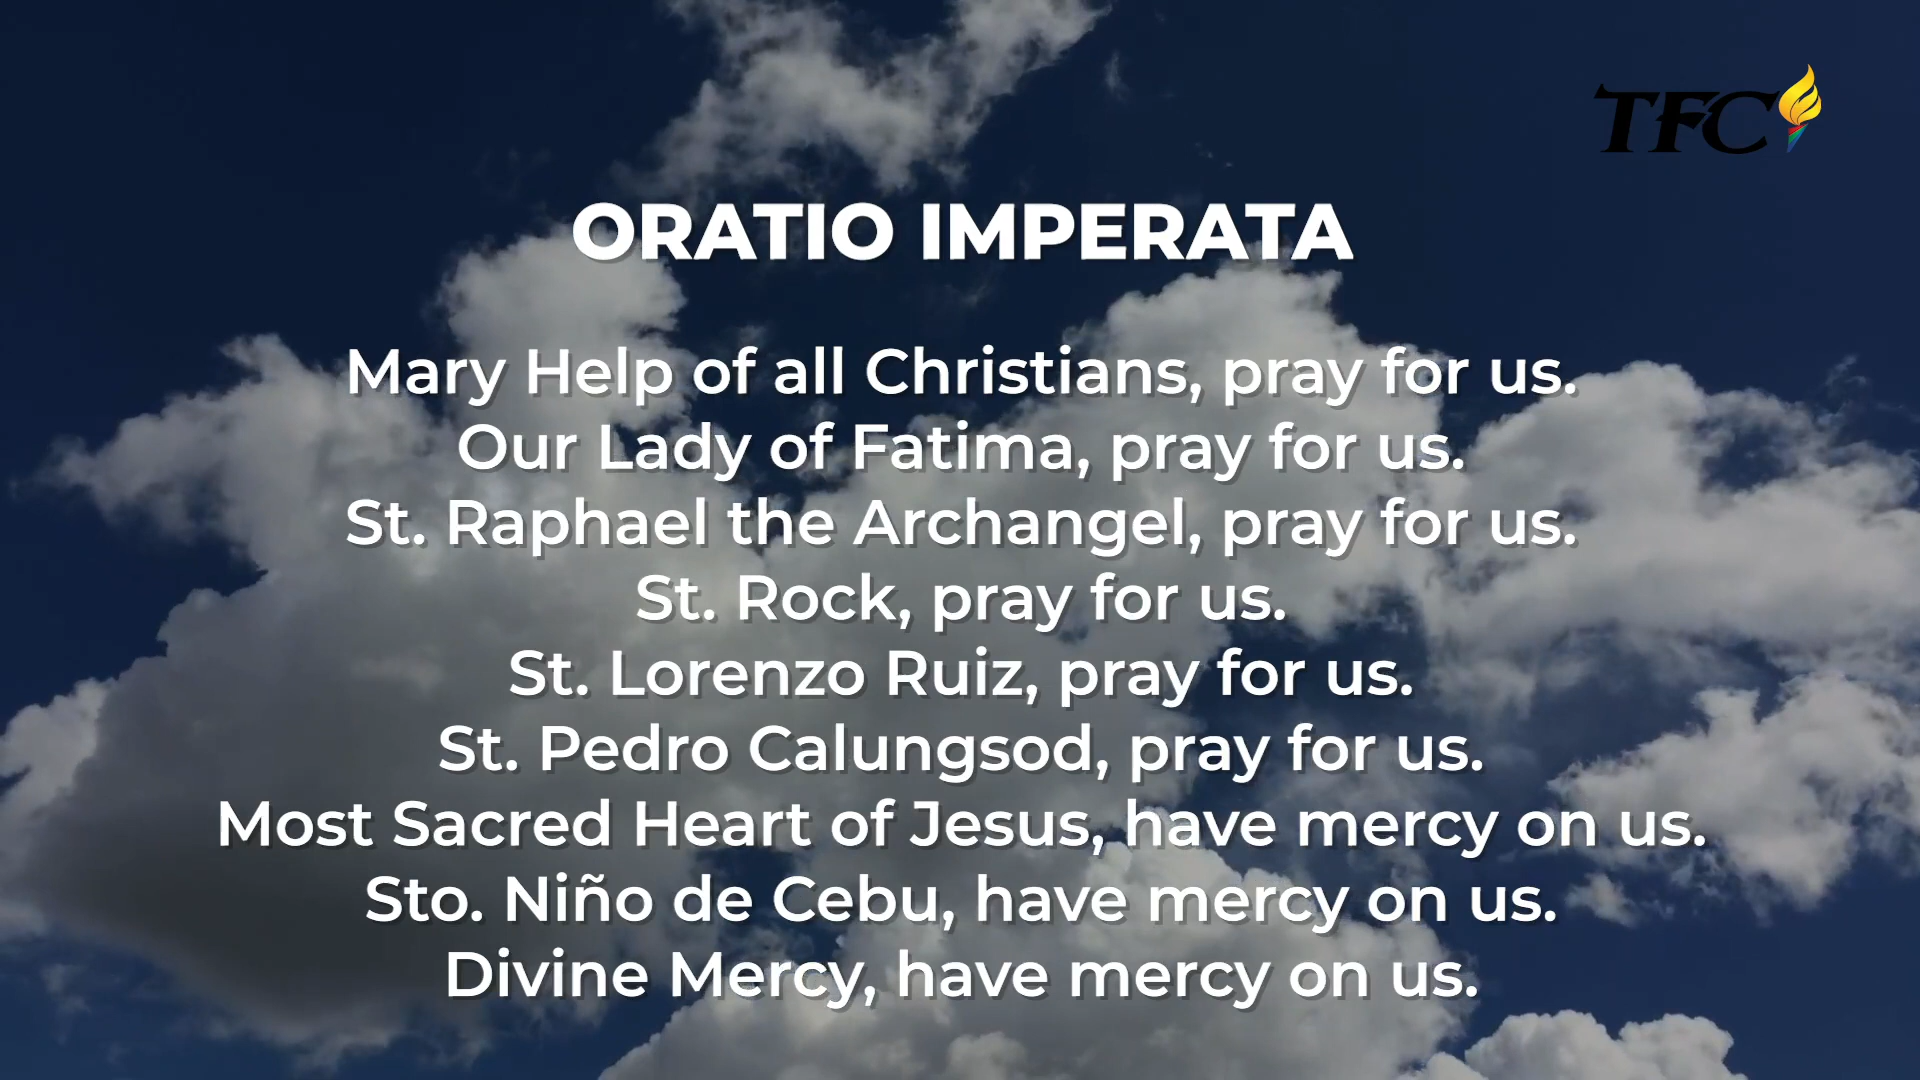 TFC
ORATIO IMPERATA
Mary Help of all Christians, pray for us.
Our Lady of Fatima, pray for us.
St. Raphael the Archangel, pray for us.
St. Rock, pray for us.
St. Lorenzo Ruiz, pray for us.
St. Pedro Calungsod, pray for us.
Most Sacred Heart of Jesus, have mercy on us.
Sto. Niño de Cebu, have mercy on us.
Divine Mercy, have mercy on us.